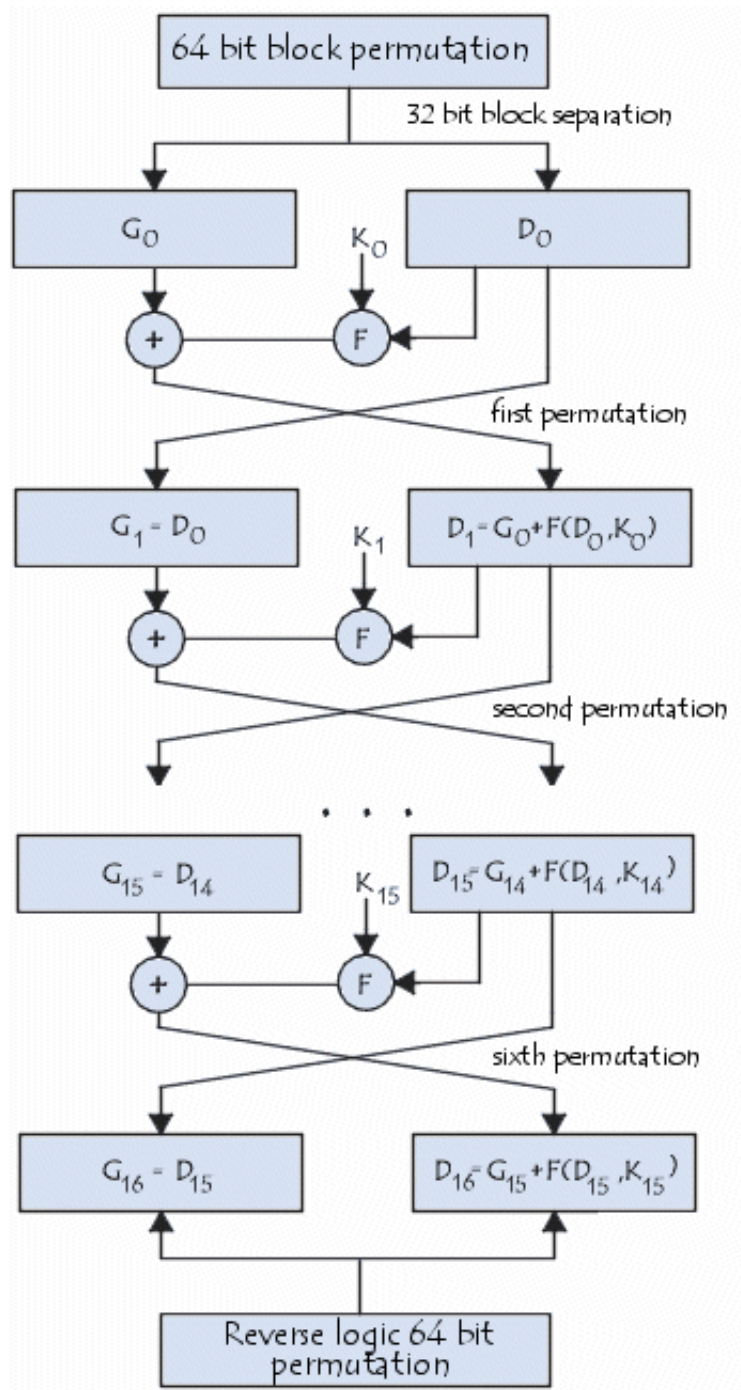 64 bit block permutation
32 bit block separation
G0
K0
D0
+
F
first permutation
G1 = D0
K1
D1 = G0 + F(D0,K0)
+
F
second permutation
. . .
G15 = D14
K15
D15 = G14 + F(D14,K14)
+
F
sixth permutation
G16 = D15
D16 = G15 + F(D15,K15)
Reverse logic 64 bit
permutation